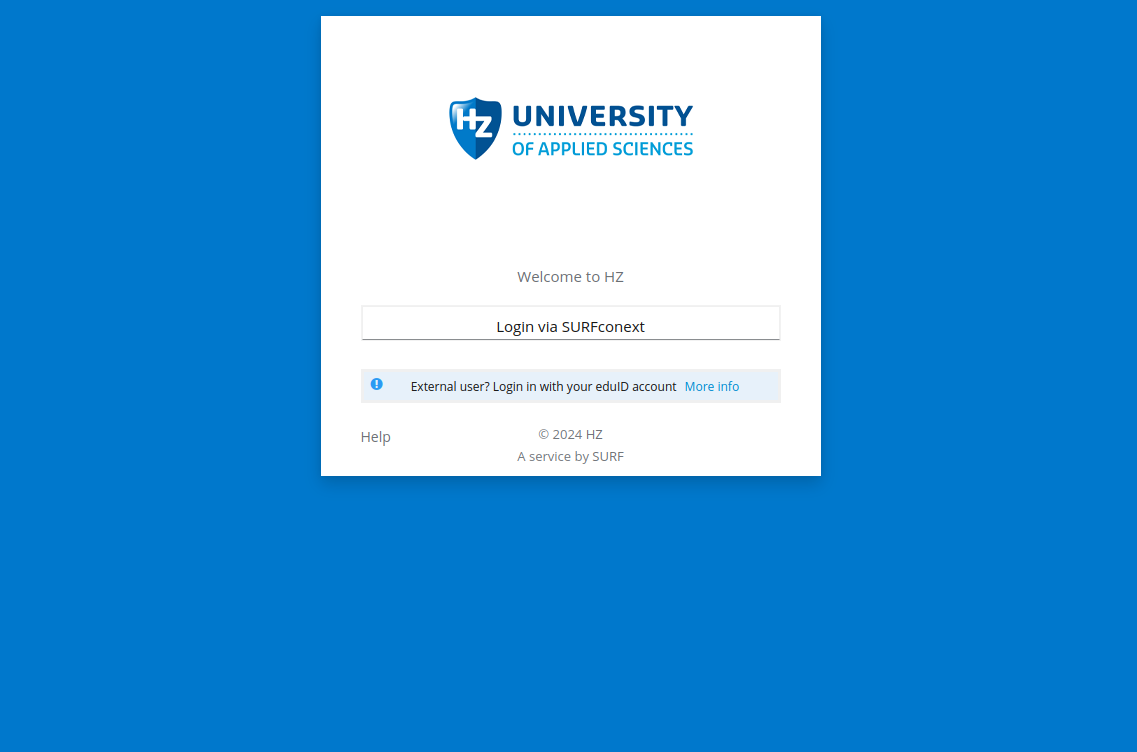 HZ
UNIVERSITY
OF APPLIED SCIENCES
Welcome to HZ
Login via SURFconext
External user? Login in with your eduID account More info
Help
© 2024 HZ
A service by SURF